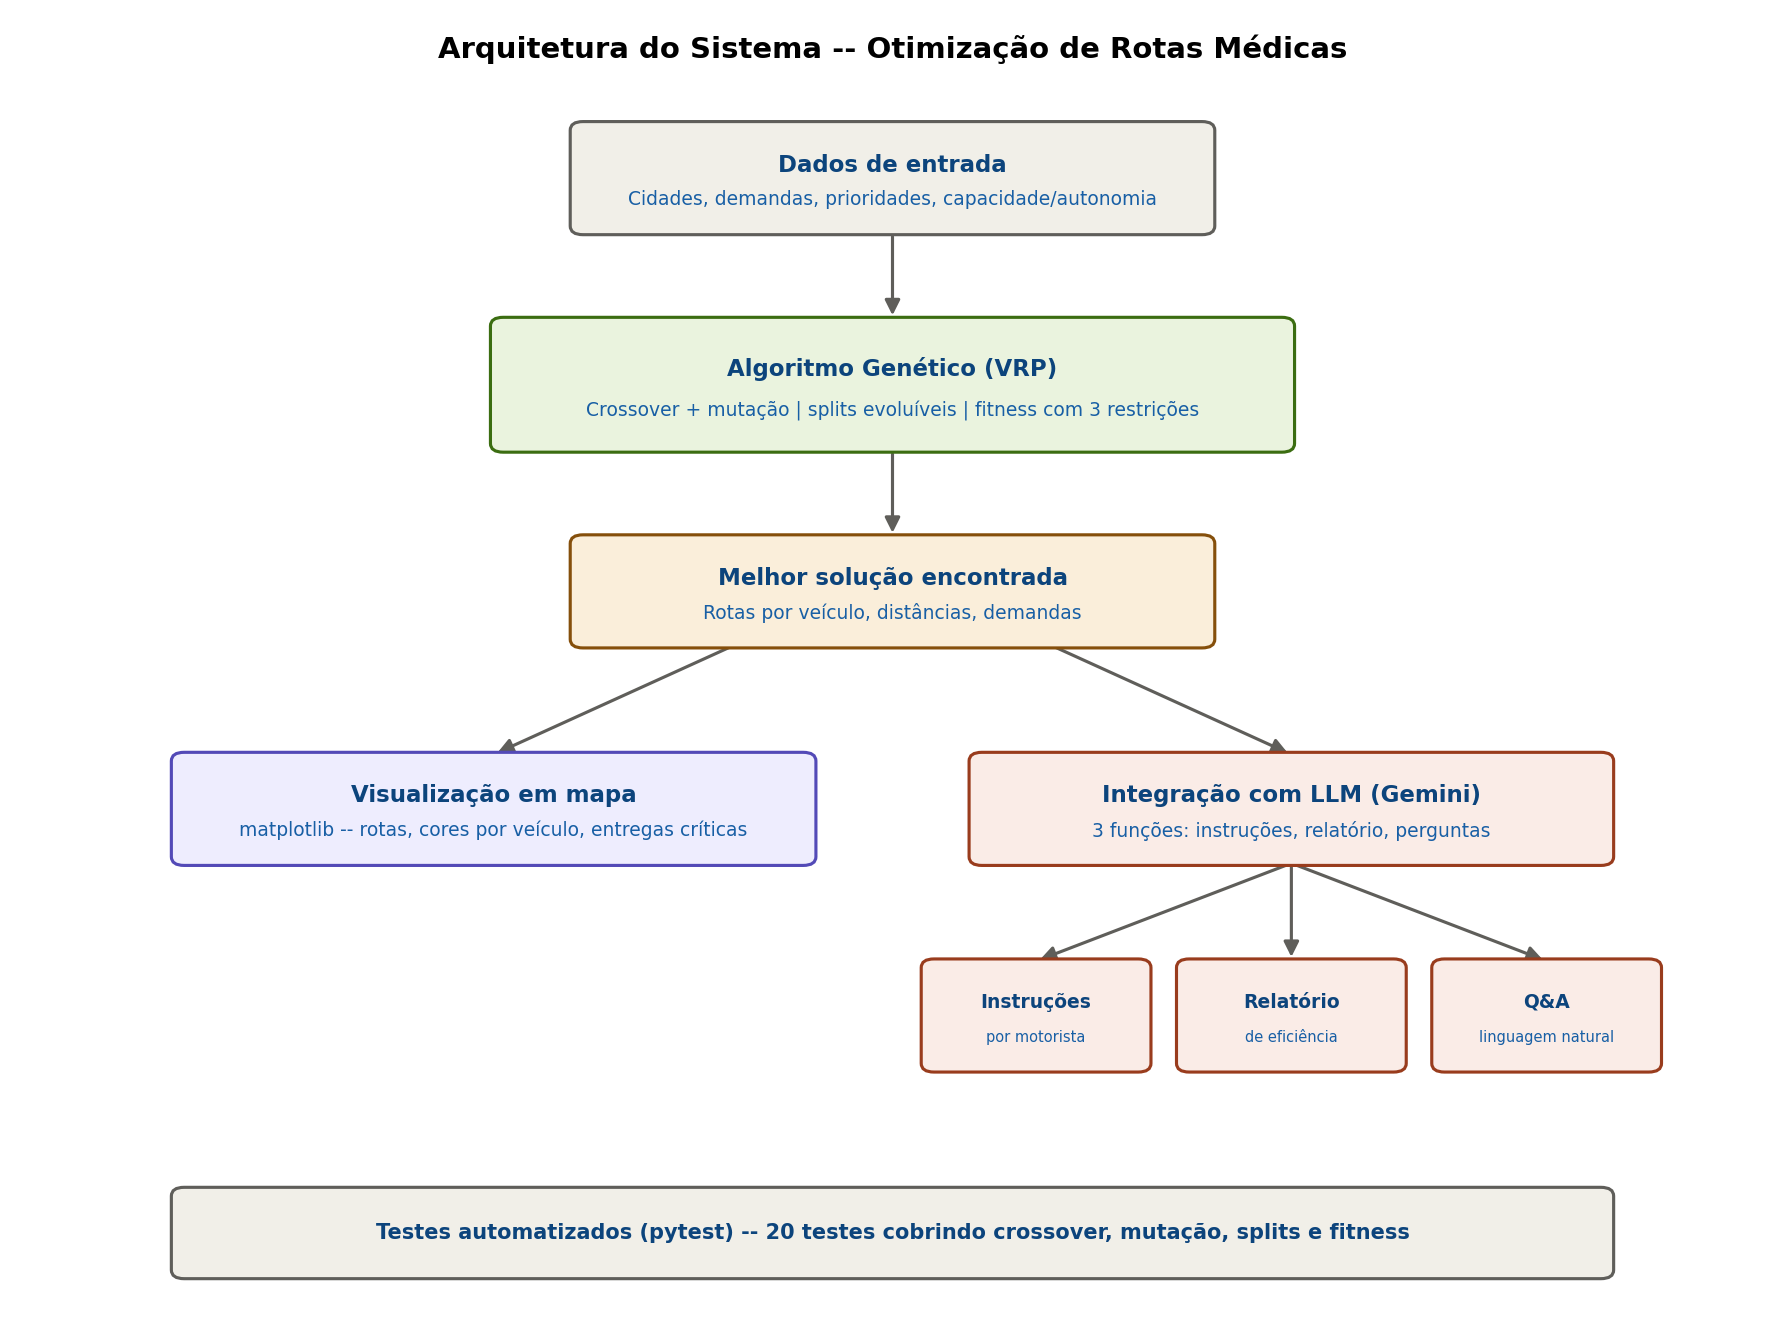 Arquitetura do Sistema -- Otimização de Rotas Médicas
Dados de entrada
Cidades, demandas, prioridades, capacidade/autonomia
Algoritmo Genético (VRP)
Crossover + mutação | splits evoluíveis | fitness com 3 restrições
Melhor solução encontrada
Rotas por veículo, distâncias, demandas
Visualização em mapa
matplotlib -- rotas, cores por veículo, entregas críticas
Integração com LLM (Gemini)
3 funções: instruções, relatório, perguntas
Instruções
por motorista
Relatório
de eficiência
Q&A
linguagem natural
Testes automatizados (pytest) -- 20 testes cobrindo crossover, mutação, splits e fitness